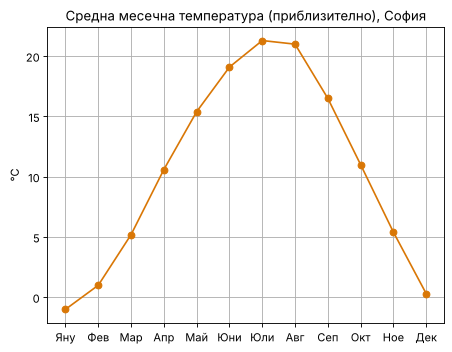 Средна месечна температура (приблизително), София
°C
20
15
10
5
0
Яну Фев Мар Апр Май Юни Юли Авг Сеп Окт Ное Дек